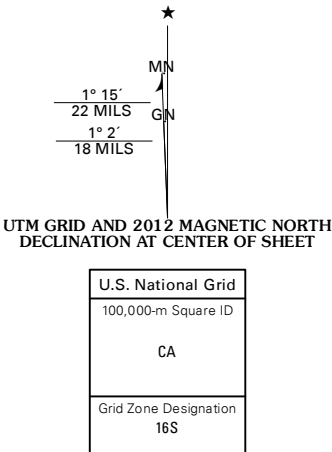 ★
MN
1° 15´
22 MILS
GN
1° 2´
18 MILS
UTM GRID AND 2012 MAGNETIC NORTH
DECLINATION AT CENTER OF SHEET
U.S. National Grid
100,000-m Square ID
CA
Grid Zone Designation
16S